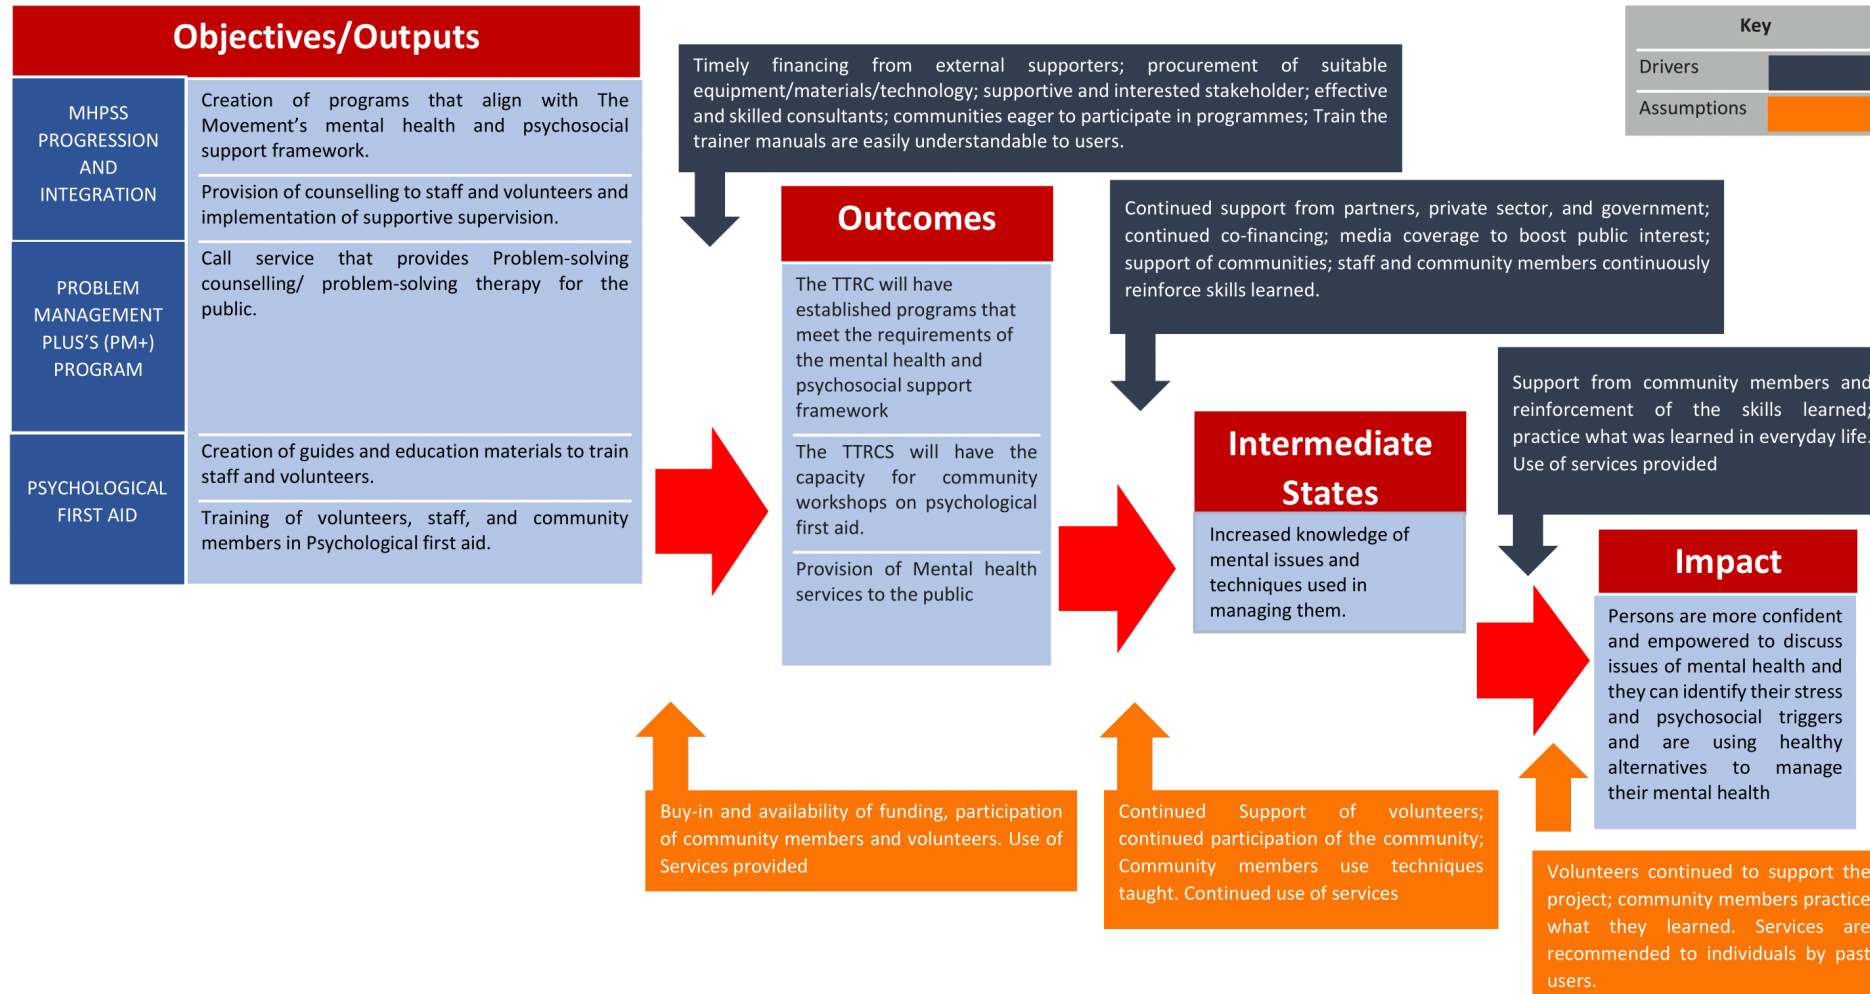 Objectives/Outputs
MHPSS
PROGRESSION
AND
INTEGRATION
Creation of programs that align with The
Movement's mental health and psychosocial
support framework.
Provision of counselling to staff and volunteers and
implementation of supportive supervision.
PROBLEM
MANAGEMENT
PLUS'S (PM+)
PROGRAM
Call service that provides Problem-solving
counselling/ problem-solving therapy for the
public.
PSYCHOLOGICAL
FIRST AID
Creation of guides and education materials to train
staff and volunteers.
Training of volunteers, staff, and community
members in Psychological first aid.
Timely financing from external supporters; procurement of suitable
equipment/materials/technology; supportive and interested stakeholder; effective
and skilled consultants; communities eager to participate in programmes; Train the
trainer manuals are easily understandable to users.
Key
Drivers
Assumptions
Outcomes
The TTRC will have
established programs that
meet the requirements of
the mental health and
psychosocial support
framework
The TTRCS will have the
capacity for community
workshops on psychological
first aid.
Provision of Mental health
services to the public
Continued support from partners, private sector, and government;
continued co-financing; media coverage to boost public interest;
support of communities; staff and community members continuously
reinforce skills learned.
Intermediate
States
Increased knowledge of
mental issues and
techniques used in
managing them.
Support from community members and
reinforcement of the skills learned;
practice what was learned in everyday life.
Use of services provided
Impact
Persons are more confident
and empowered to discuss
issues of mental health and
they can identify their stress
and psychosocial triggers
and are using healthy
alternatives to manage
their mental health
Buy-in and availability of funding, participation
of community members and volunteers. Use of
Services provided
Continued Support of volunteers;
continued participation of the community;
Community members use techniques
taught. Continued use of services
Volunteers continued to support the
project; community members practice
what they learned. Services are
recommended to individuals by past
users.